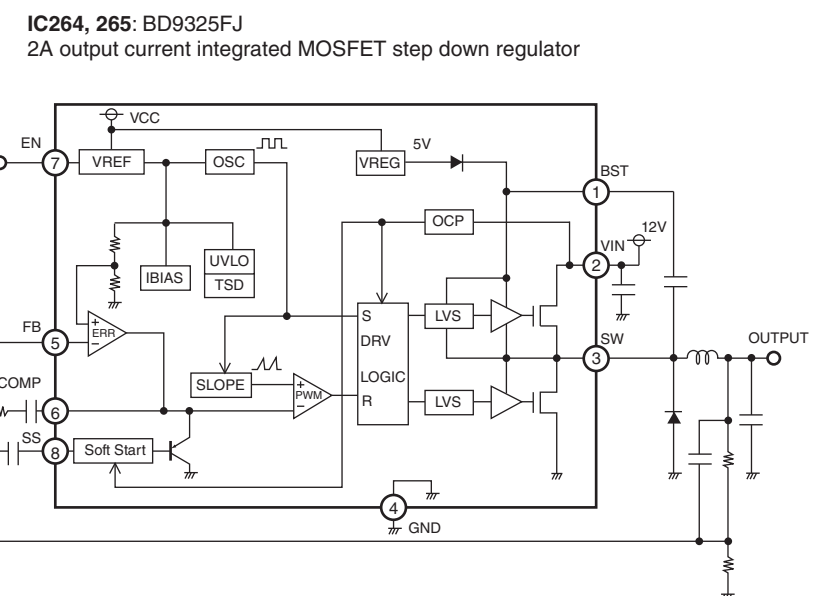 IC264, 265: BD9325FJ
2A output current integrated MOSFET step down regulator
VCC
EN
7
VREF
OSC
VREG
5V
BST
1
OCP
12V
VIN
2
IBIAS
UVLO
TSD
FB
5
+
ERR
−
S
DRV
LOGIC
R
LVS
SW
3
OUTPUT
SLOPE
+
PWM
−
LVS
COMP
6
SS
8
Soft Start
4
GND